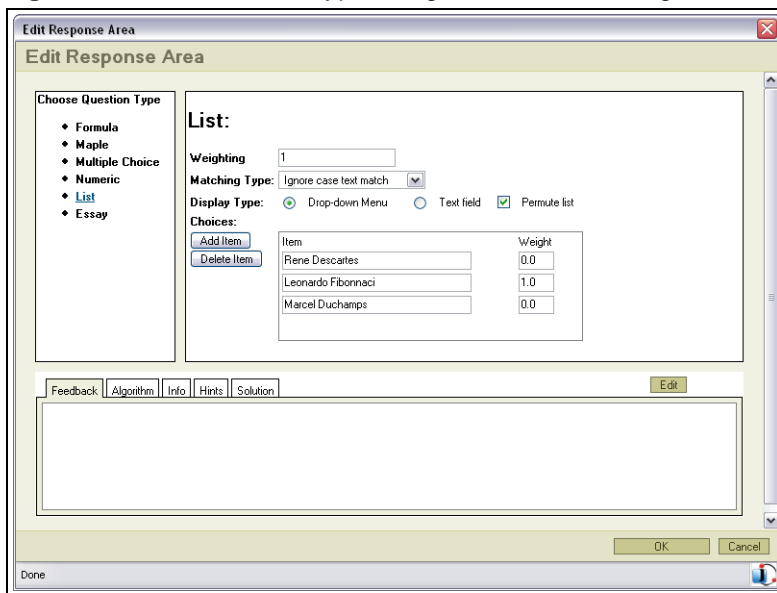 Edit Response Area
Edit Response Area
Choose Question Type
Formula
Maple
Multiple Choice
Numeric
List
Essay
List:
Weighting 1
Matching Type: Ignore case text match
Display Type: Drop-down Menu Text field Permute list
Choices:
Add Item Item Weight
Delete Item Rene Descartes 0.0
Leonardo Fibonnaci 1.0
Marcel Duchamps 0.0
Feedback Algorithm Info Hints Solution Edit
OK Cancel
Done